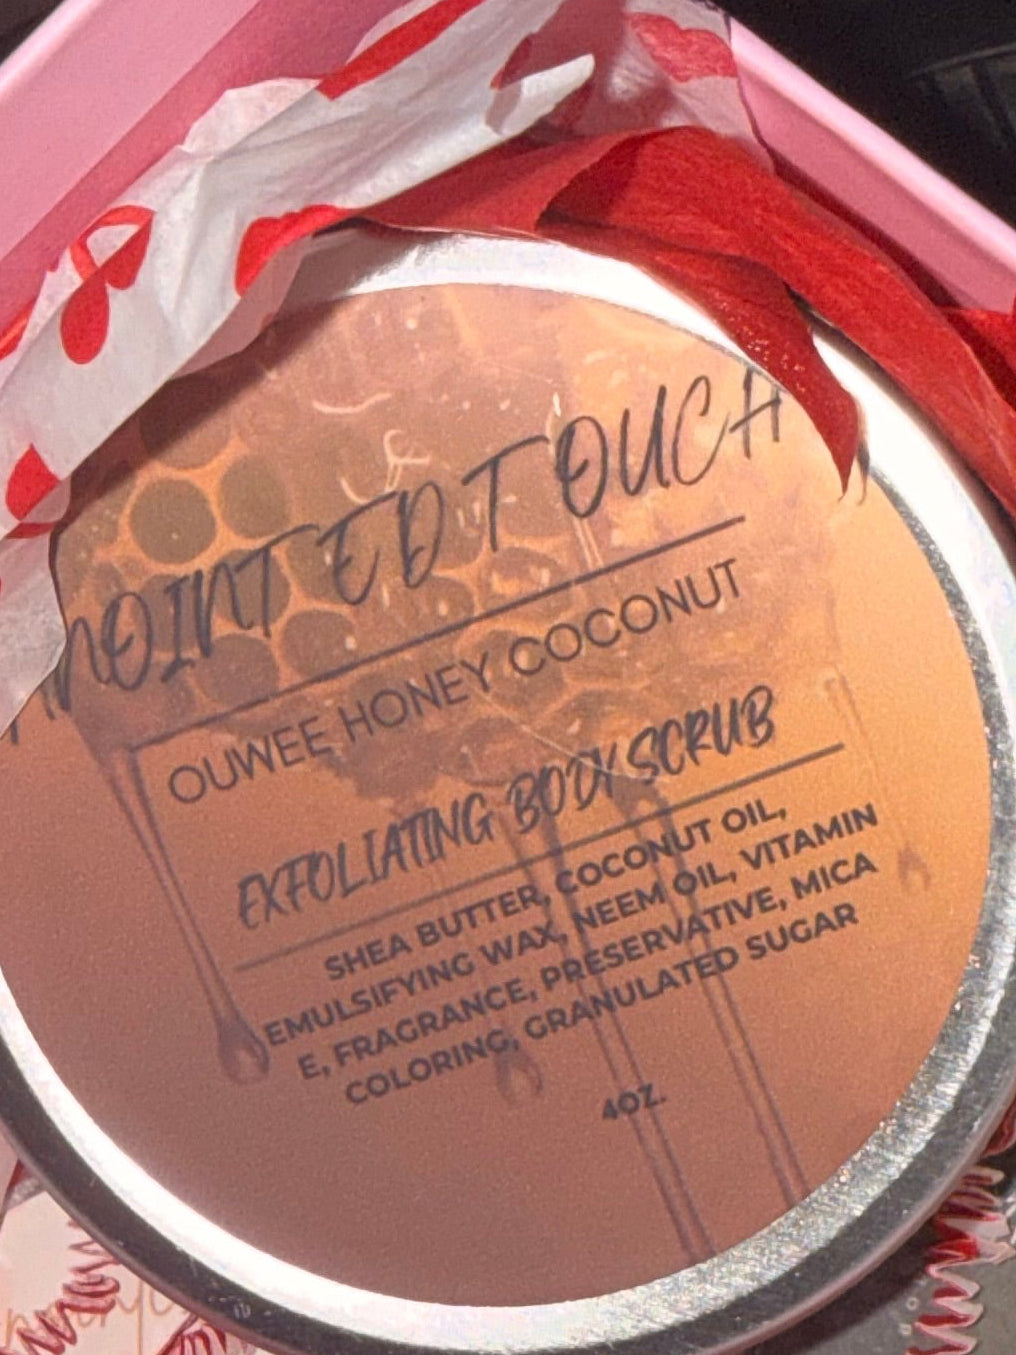 ANOINTED TOUCH
OUWEE HONEY COCONUT
EXFOLIATING BODY SCRUB
SHEA BUTTER, COCONUT OIL,
EMULSIFYING WAX, NEEM OIL, VITAMIN
E, FRAGRANCE, PRESERVATIVE, MICA
COLORING, GRANULATED SUGAR
4OZ.